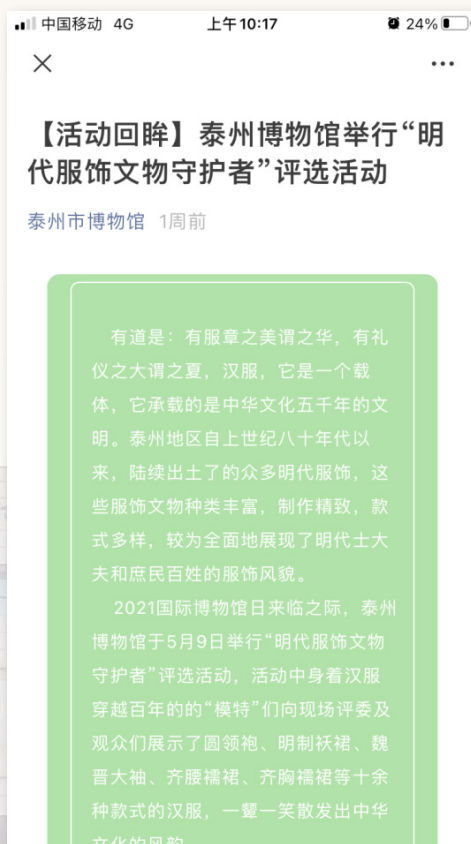 中国移动 4G 上午10:17 24%
【活动回眸】泰州博物馆举行“明
代服饰文物守护者”评选活动
泰州市博物馆 1周前
有道是：有服章之美谓之华，有礼
仪之大谓之夏，汉服，它是一个载
体，它承载的是中华文化五千年的文
明。泰州地区自上世纪八十年代以
来，陆续出土了的众多明代服饰，这
些服饰文物种类丰富，制作精致，款
式多样，较为全面地展现了明代士大
夫和庶民百姓的服饰风貌。
2021国际博物馆日来临之际，泰州
博物馆于5月9日举行“明代服饰文物
守护者”评选活动，活动中身着汉服
穿越百年的的“模特”们向现场评委及
观众们展示了圆领袍、明制袄裙、魏
晋大袖、齐腰襦裙、齐胸襦裙等十余
种款式的汉服，一颦一笑散发出中华
文化的风韵